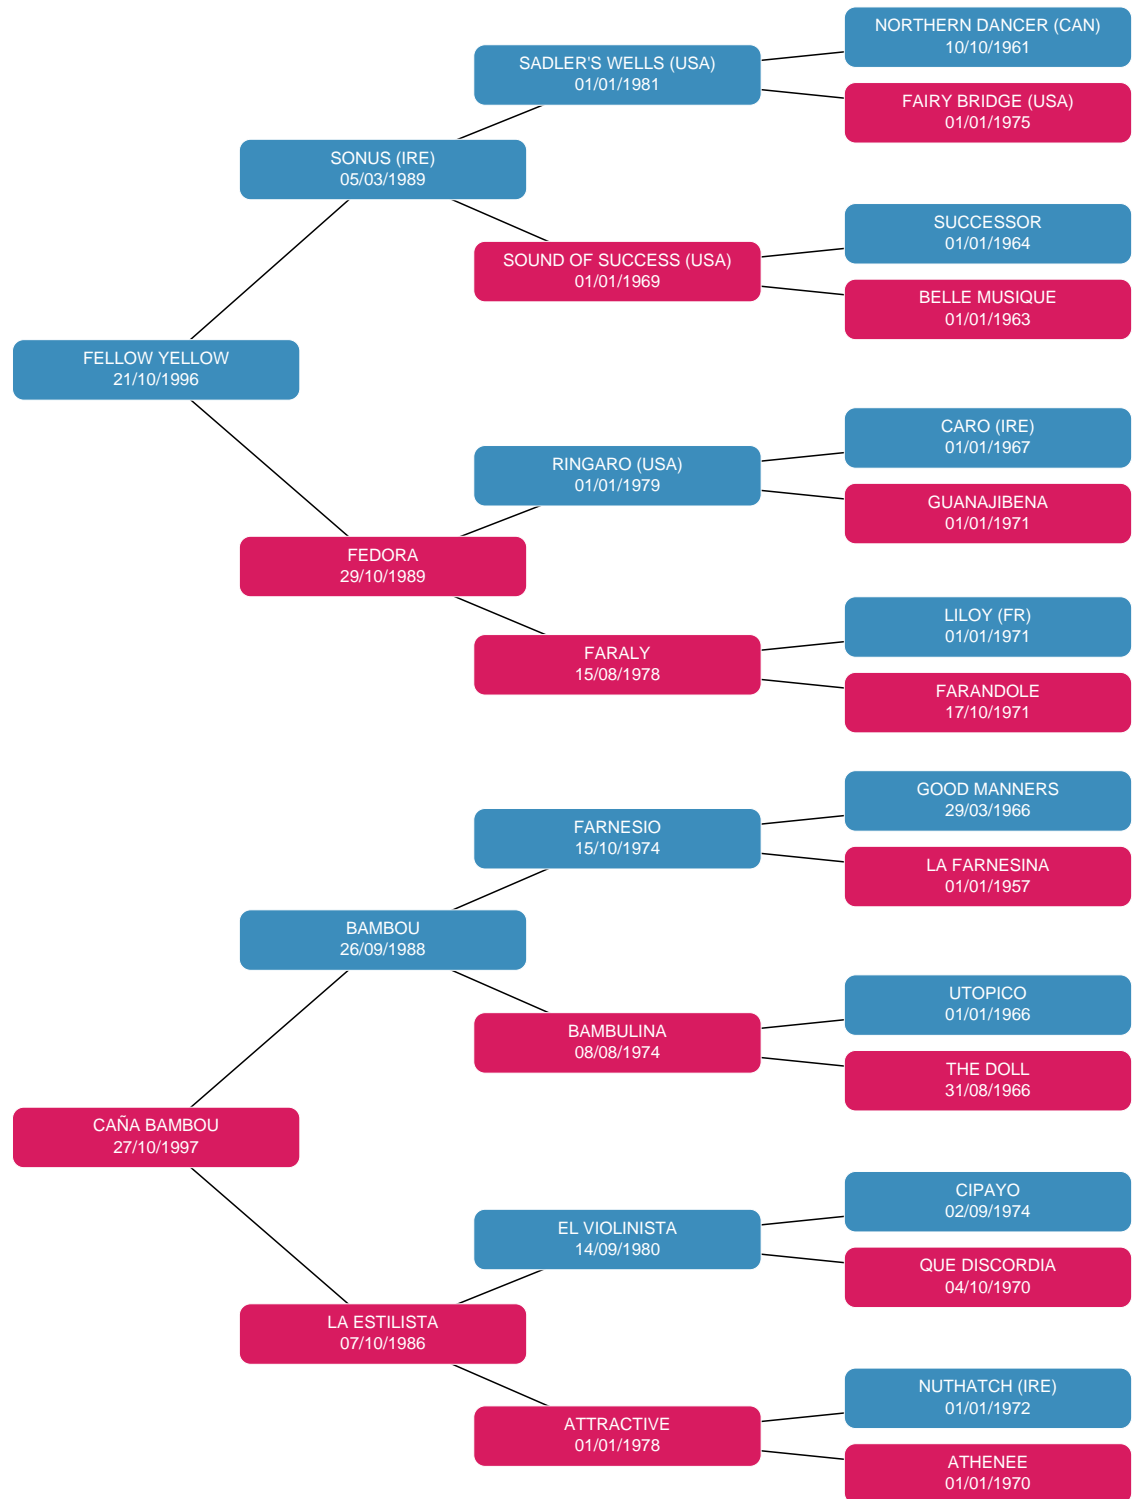 NORTHERN DANCER (CAN)
10/10/1961
SADLER'S WELLS (USA)
01/01/1981
FAIRY BRIDGE (USA)
01/01/1975
SONUS (IRE)
05/03/1989
SUCCESSOR
01/01/1964
SOUND OF SUCCESS (USA)
01/01/1969
BELLE MUSIQUE
01/01/1963
FELLOW YELLOW
21/10/1996
CARO (IRE)
01/01/1967
RINGARO (USA)
01/01/1979
GUANAJIBENA
01/01/1971
FEDORA
29/10/1989
LILOY (FR)
01/01/1971
FARALY
15/08/1978
FARANDOLE
17/10/1971
GOOD MANNERS
29/03/1966
FARNESIO
15/10/1974
LA FARNESINA
01/01/1957
BAMBOU
26/09/1988
UTOPICO
01/01/1966
BAMBULINA
08/08/1974
THE DOLL
31/08/1966
CAÑA BAMBOU
27/10/1997
CIPAYO
02/09/1974
EL VIOLINISTA
14/09/1980
QUE DISCORDIA
04/10/1970
LA ESTILISTA
07/10/1986
NUTHATCH (IRE)
01/01/1972
ATTRACTIVE
01/01/1978
ATHENEE
01/01/1970